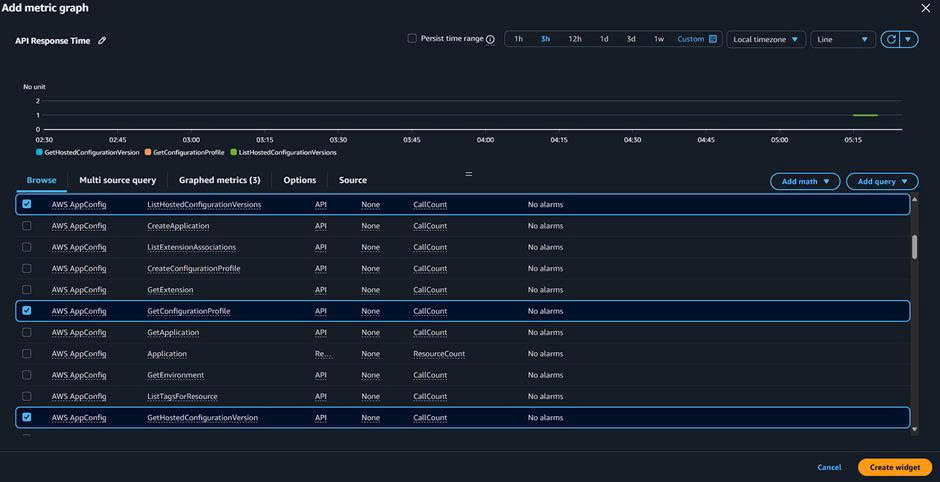 Add metric graph
API Response Time
Persist time range 1h 3h 12h 1d 3d 1w Custom Local timezone Line
No unit
2
1
0
02:30 02:45 03:00 03:15 03:30 03:45 04:00 04:15 04:30 04:45 05:00 05:15
GetHostedConfigurationVersion GetConfigurationProfile ListHostedConfigurationVersions
Browse Multi source query Graphed metrics (3) Options Source Add math Add query
AWS AppConfig ListHostedConfigurationVersions API None CallCount No alarms
AWS AppConfig CreateApplication API None CallCount No alarms
AWS AppConfig ListExtensionAssociations API None CallCount No alarms
AWS AppConfig CreateConfigurationProfile API None CallCount No alarms
AWS AppConfig GetExtension API None CallCount No alarms
AWS AppConfig GetConfigurationProfile API None CallCount No alarms
AWS AppConfig GetApplication API None CallCount No alarms
AWS AppConfig Application Re... None ResourceCount No alarms
AWS AppConfig GetEnvironment API None CallCount No alarms
AWS AppConfig ListTagsForResource API None CallCount No alarms
AWS AppConfig GetHostedConfigurationVersion API None CallCount No alarms
Cancel Create widget